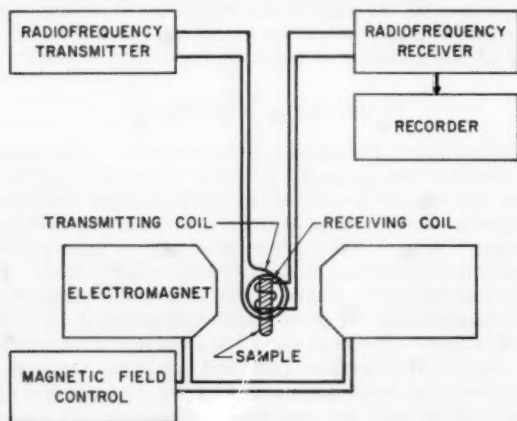 RADIOFREQUENCY
TRANSMITTER
RADIOFREQUENCY
RECEIVER
RECORDER
TRANSMITTING COIL
RECEIVING COIL
ELECTROMAGNET
SAMPLE
MAGNETIC FIELD
CONTROL